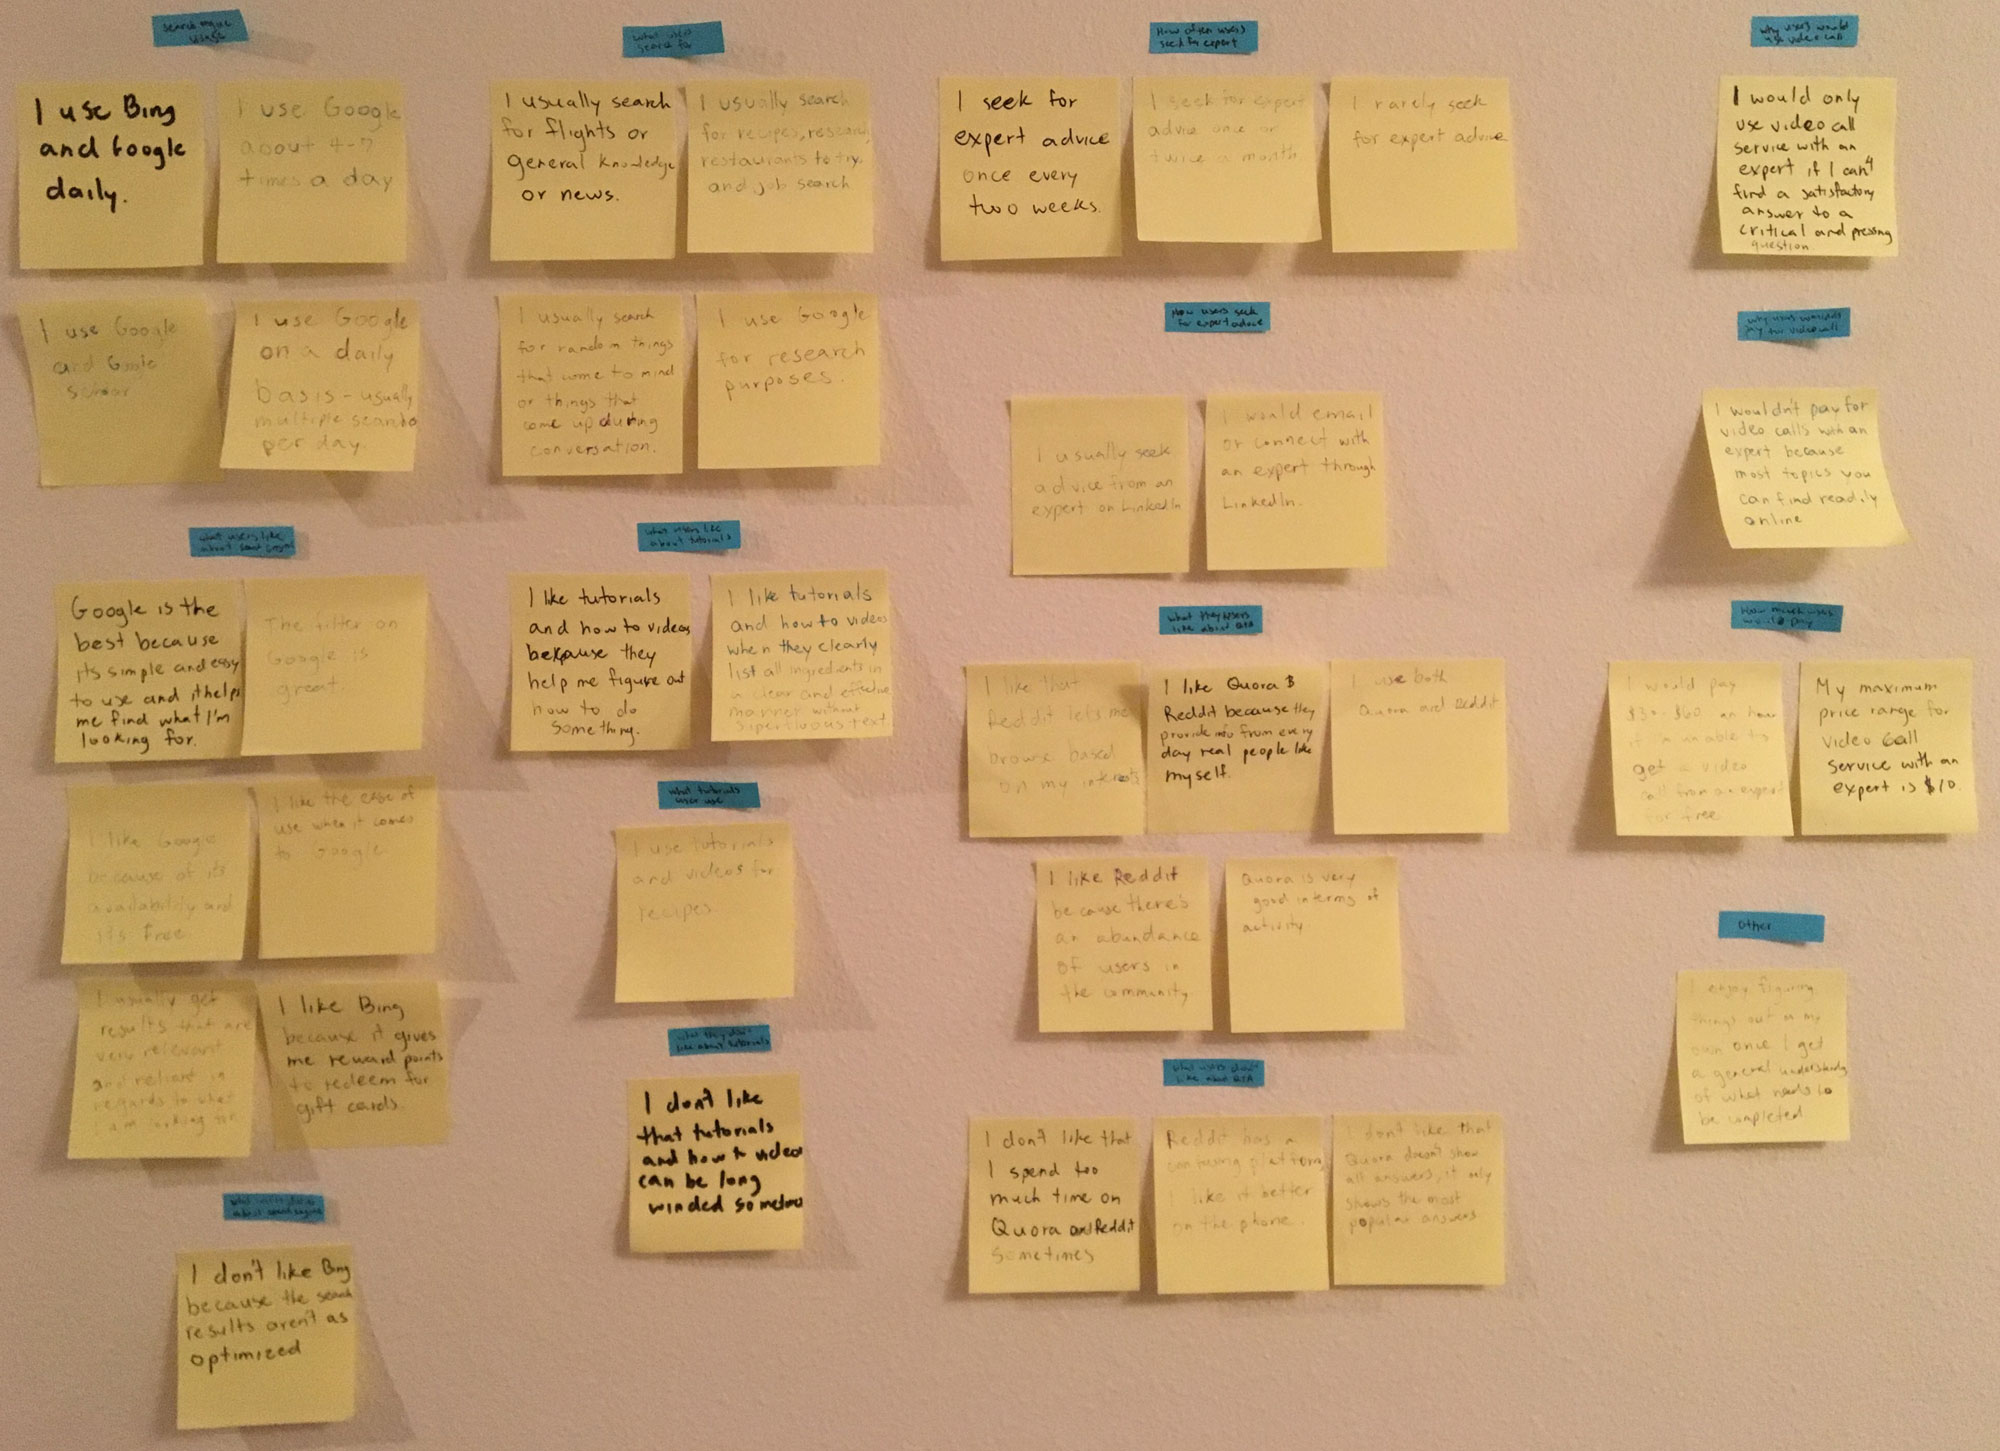 search engine
usage
I use Bing
and Google
daily.
I use Google
about 4-7
times a day
I use Google
and Google
I use Google
on a daily
basis - usually
multiple searches
per day.
what users like
about search engines
Google is the
best because
its simple and easy
to use and it helps
me find what I'm
looking for.
The filter on
Google is
great
I like Google
because of its
availability and
its free
I like the ease of
use when it comes
to Google
I usually get
results that are
very relevant
and reliant in
regards to what
I am looking for
I like Bing
because it gives
me reward points
to redeem for
gift cards.
what users
about search engine
I don't like Bing
because the search
results aren't as
optimized
what users
search for
I usually search
for flights or
general knowledge
or news.
I usually search
for recipes, research,
restaurants to try,
and job search
I usually search
for random things
that come to mind
or things that
come up during
conversation.
I use Google
for research
purposes.
what users like
about tutorials
I like tutorials
and how to videos
because they
help me figure out
how to do
something.
I like tutorials
and how to videos
when they clearly
list all ingredients in
a clear and effective
manner without
superfluous text
what tutorials
user use
I use tutorials
and videos for
recipes
what they don't
like about tutorials
I don't like
that tutorials
and how to videos
can be long
winded sometimes
How often users
seek for expert
I seek for
expert advice
once every
two weeks.
I seek for expert
advice once or
twice a month
I rarely seek
for expert advice
How users seek
for expert advice
I usually seek
advice from an
expert on LinkedIn
I would email
or connect with
an expert through
LinkedIn.
what they users
like about Q&A
I like that
Reddit lets me
browse based
on my interests
I like Quora &
Reddit because they
provide info from every
day real people like
myself.
I use both
Quora and Reddit
I like Reddit
because there's
an abundance
of users in
the community
Quora is very
good in terms of
activity
what users don't
like about Q&A
I don't like that
I spend too
much time on
Quora and Reddit
sometimes
Reddit has a
confusing platform,
I like it better
on the phone.
I don't like that
Quora doesn't show
all answers, it only
shows the most
popular answers
why users would
use video call
I would only
use video call
service with an
expert if I can't
find a satisfactory
answer to a
critical and pressing
question
why users wouldn't
pay for video call
I wouldn't pay for
video calls with an
expert because
most topics you
can find readily
online
How much users
would pay
I would pay
$30-$60 an hour
if I'm unable to
get a video
call from an expert
for free
My maximum
price range for
video call
service with an
expert is $10.
other
I enjoy figuring
things out on my
own once I get
a general understanding
of what needs to
be completed